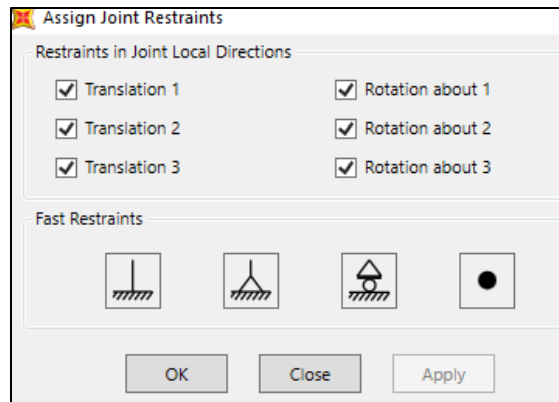 Assign Joint Restraints
Restraints in Joint Local Directions
Translation 1
Rotation about 1
Translation 2
Rotation about 2
Translation 3
Rotation about 3
Fast Restraints
OK
Close
Apply